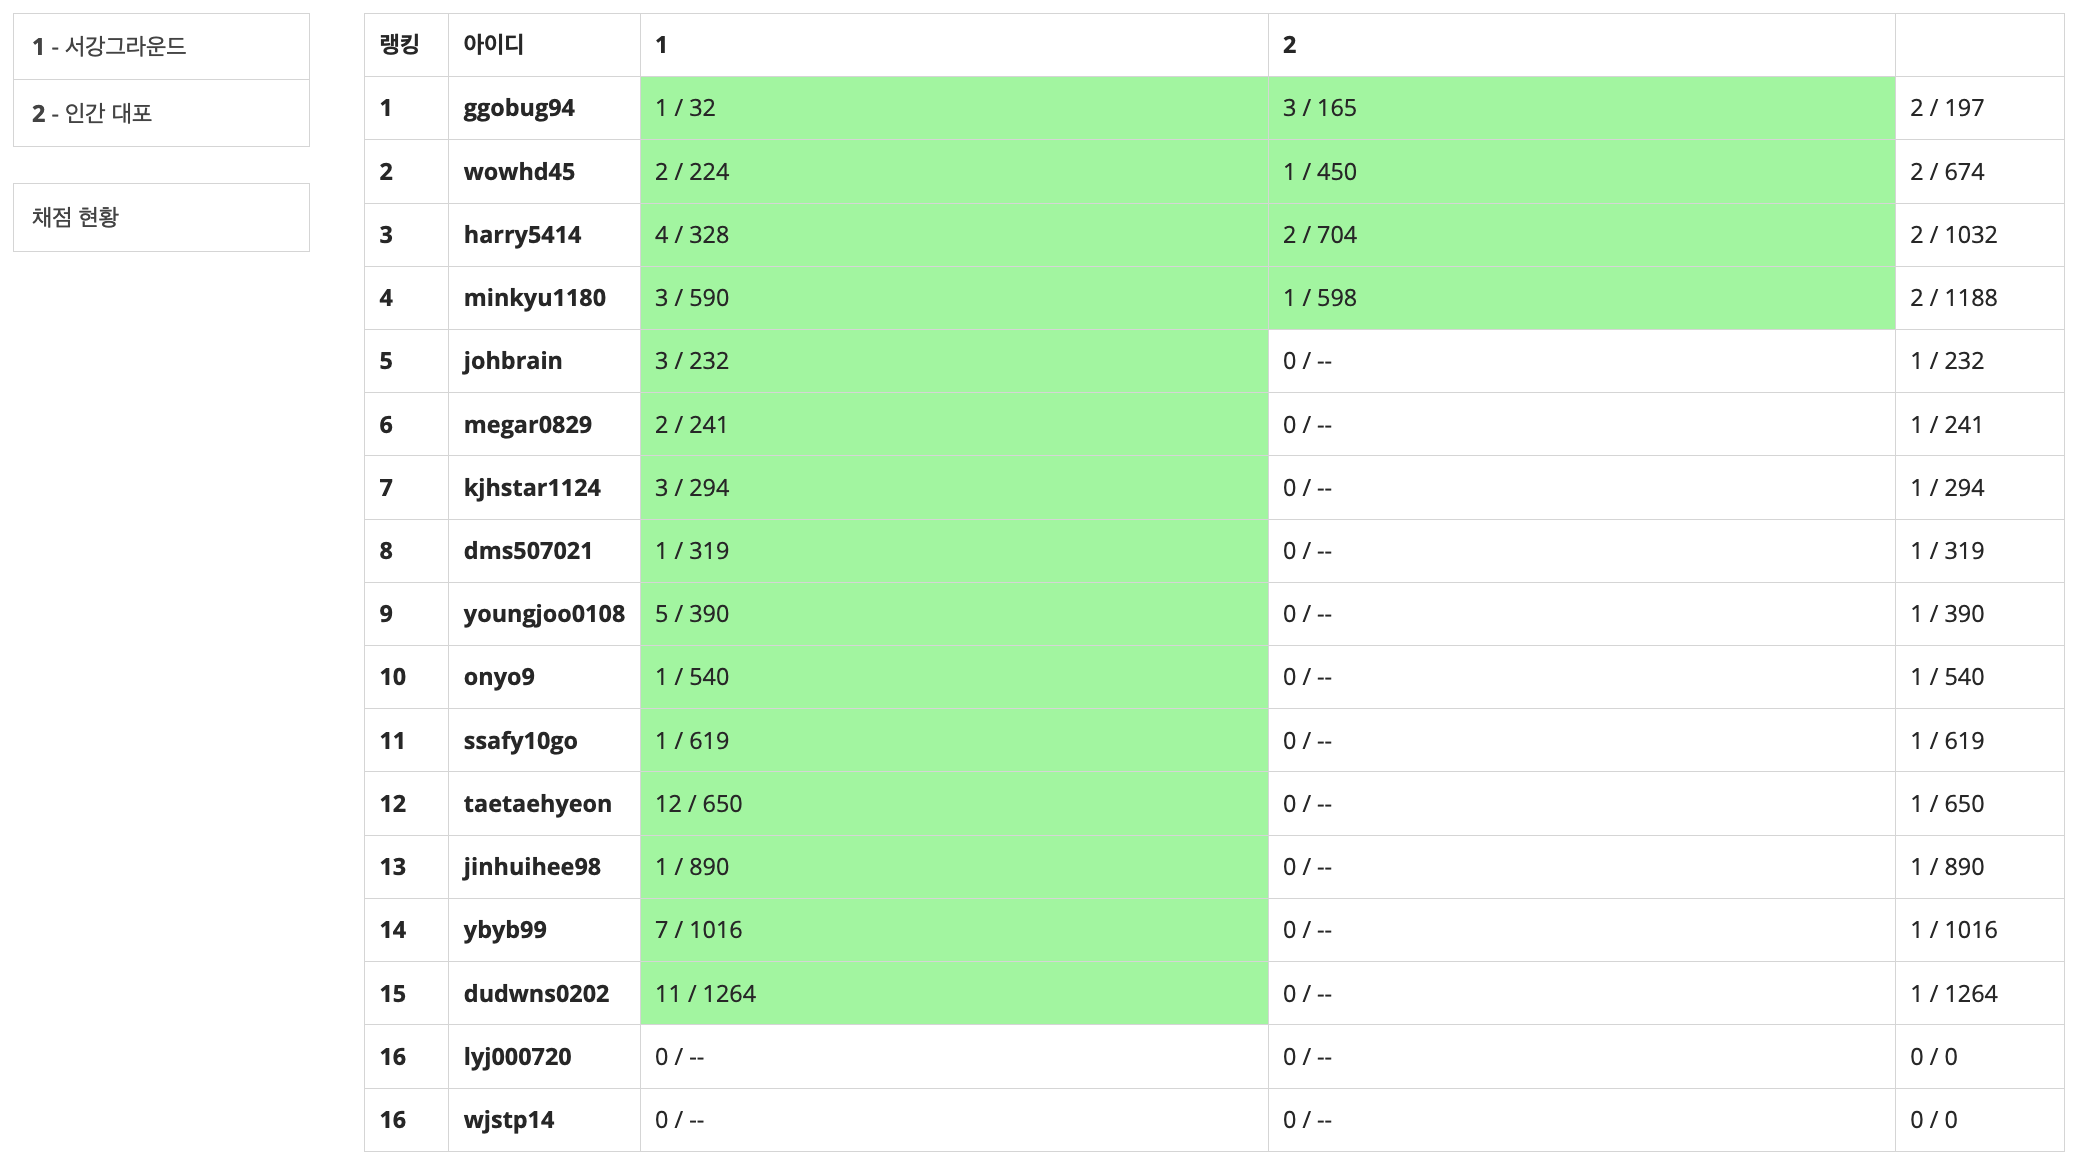 1 - 서강그라운드
2 - 인간 대포
채점 현황
랭킹 아이디 1 2
1 ggobug94 1 / 32 3 / 165 2 / 197
2 wowhd45 2 / 224 1 / 450 2 / 674
3 harry5414 4 / 328 2 / 704 2 / 1032
4 minkyu1180 3 / 590 1 / 598 2 / 1188
5 johbrain 3 / 232 0 / -- 1 / 232
6 megar0829 2 / 241 0 / -- 1 / 241
7 kjhstar1124 3 / 294 0 / -- 1 / 294
8 dms507021 1 / 319 0 / -- 1 / 319
9 youngjoo0108 5 / 390 0 / -- 1 / 390
10 onyo9 1 / 540 0 / -- 1 / 540
11 ssafy10go 1 / 619 0 / -- 1 / 619
12 taetaehyeon 12 / 650 0 / -- 1 / 650
13 jinhuihee98 1 / 890 0 / -- 1 / 890
14 ybyb99 7 / 1016 0 / -- 1 / 1016
15 dudwns0202 11 / 1264 0 / -- 1 / 1264
16 lyj000720 0 / -- 0 / -- 0 / 0
16 wjstp14 0 / -- 0 / -- 0 / 0